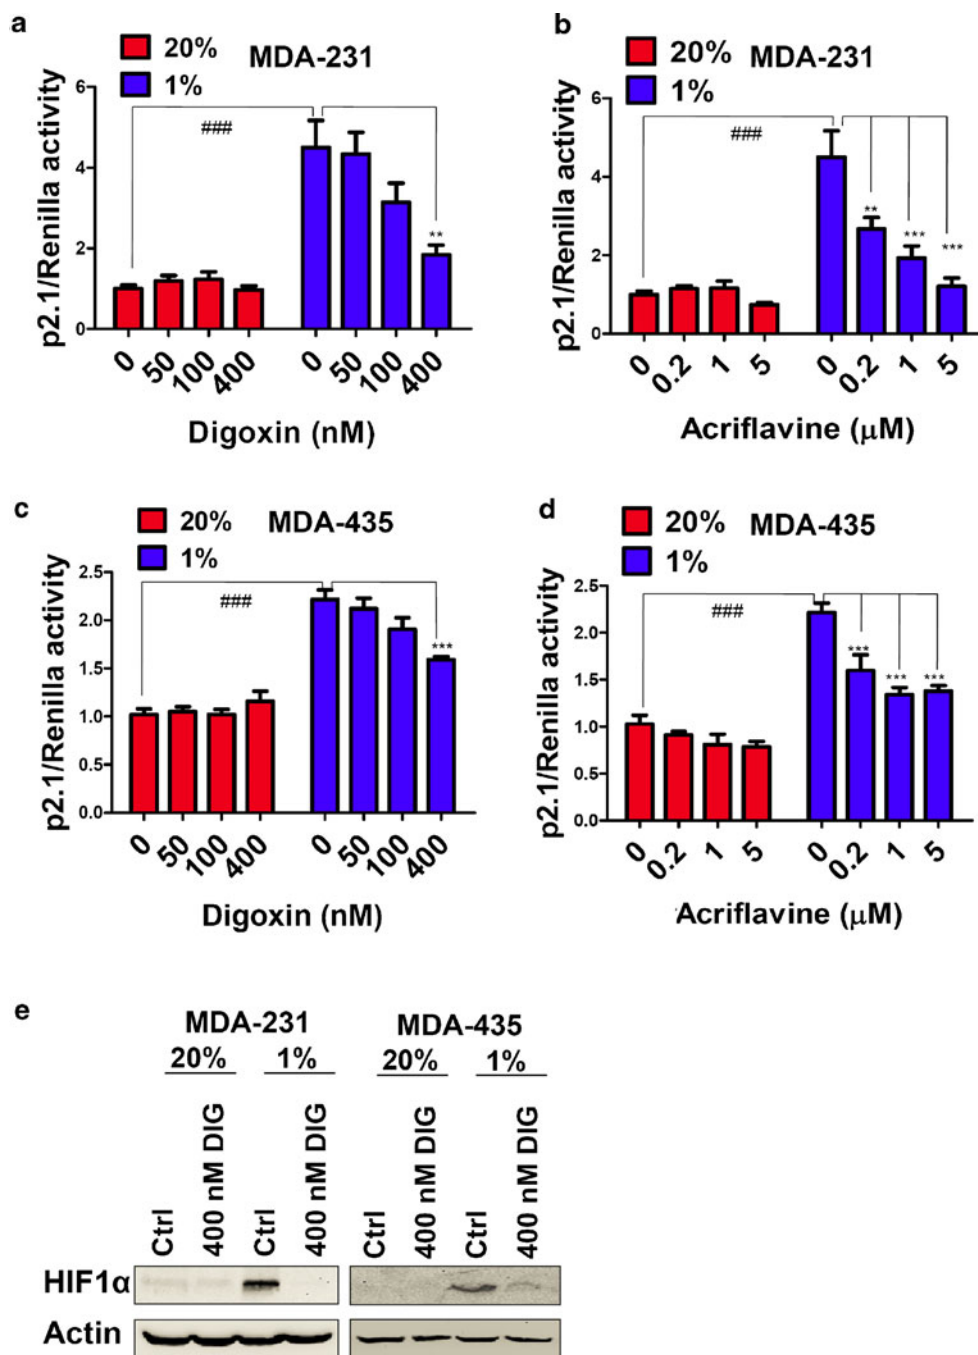 a
20%
1%
MDA-231
p2.1/Renilla activity
6
4
2
0
###
**
0 50 100 400 0 50 100 400
Digoxin (nM)
b
20%
1%
MDA-231
p2.1/Renilla activity
6
4
2
0
###
** *** ***
0 0.2 1 5 0 0.2 1 5
Acriflavine (μM)
c
20%
1%
MDA-435
p2.1/Renilla activity
2.5
2.0
1.5
1.0
0.5
0.0
###
***
0 50 100 400 0 50 100 400
Digoxin (nM)
d
20%
1%
MDA-435
p2.1/Renilla activity
2.5
2.0
1.5
1.0
0.5
0.0
###
*** *** ***
0 0.2 1 5 0 0.2 1 5
Acriflavine (μM)
e
MDA-231 MDA-435
20% 1% 20% 1%
Ctrl 400 nM DIG Ctrl 400 nM DIG Ctrl 400 nM DIG Ctrl 400 nM DIG
HIF1α
Actin